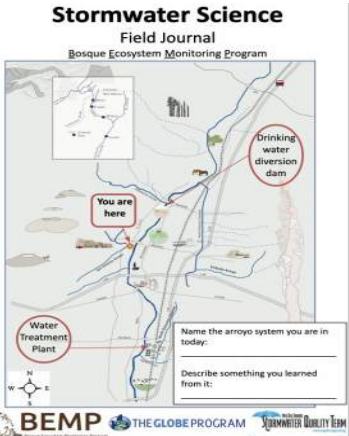 Stormwater Science
Field Journal
Bosque Ecosystem Monitoring Program
Drinking
water
diversion
dam
You are
here
Water
Treatment
Plant
N
W
E
S
Name the arroyo system you are in
today:
Describe something you learned
from it:
BEMP
THE GLOBE PROGRAM
STORMWATER QUALITY TEAM